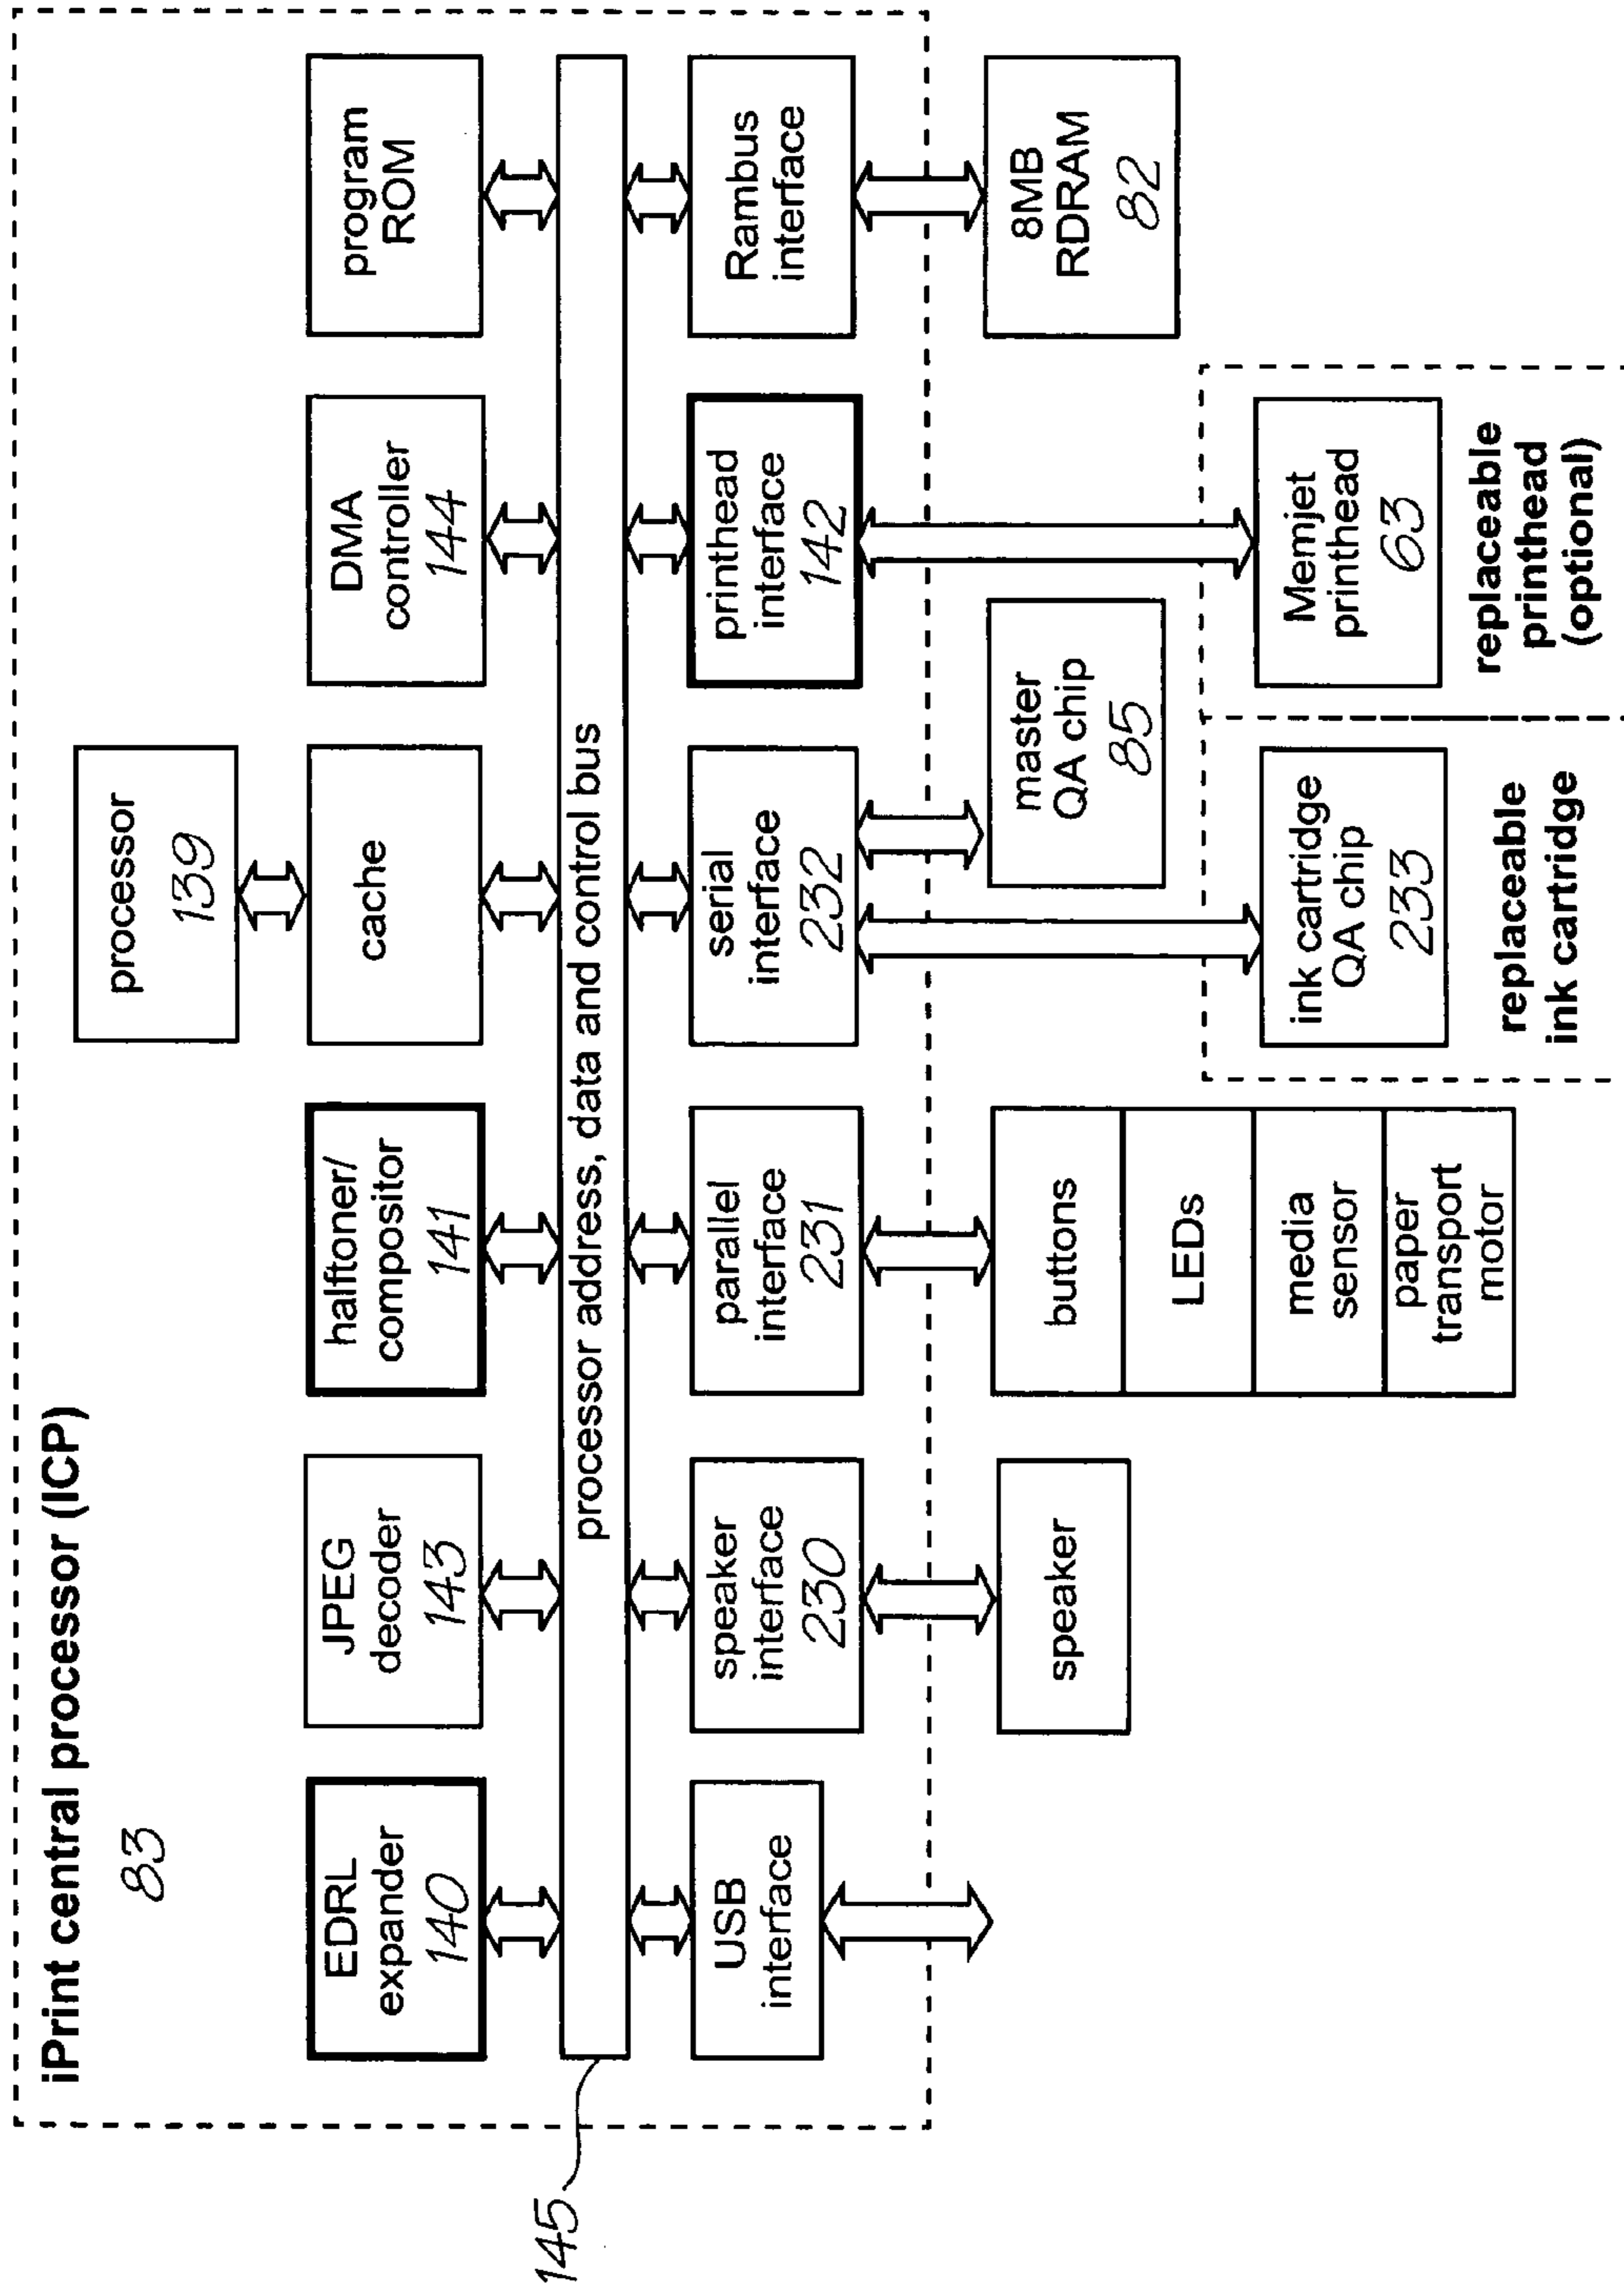 iPrint central processor (ICP)
83
processor
139
EDRL
expander
140
JPEG
decoder
143
halftoner/
compositor
141
cache
DMA
controller
144
program
ROM
145
processor address, data and control bus
USB
interface
speaker
interface
230
parallel
interface
231
serial
interface
232
printhead
interface
142
Rambus
interface
speaker
buttons
LEDs
media
sensor
paper
transport
motor
master
QA chip
85
8MB
RDRAM
82
ink cartridge
QA chip
233
replaceable
ink cartridge
Memjet
printhead
63
replaceable
printhead
(optional)